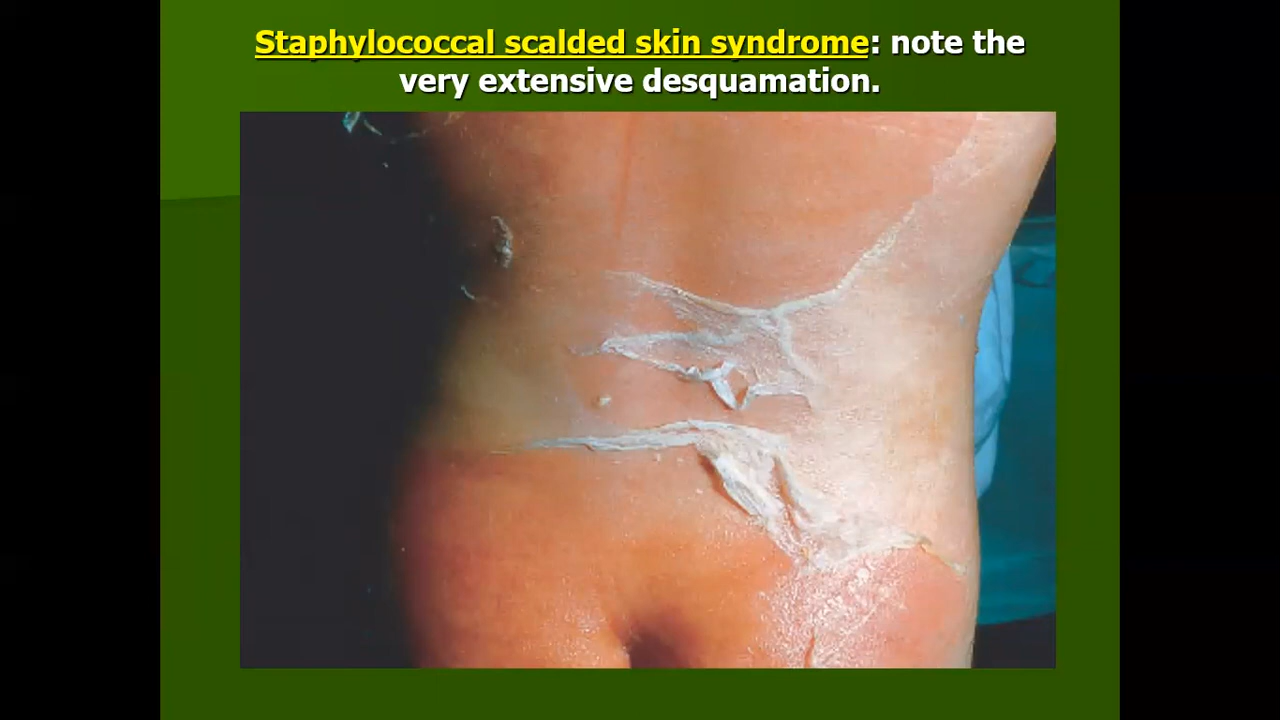 Staphylococcal scalded skin syndrome: note the
very extensive desquamation.